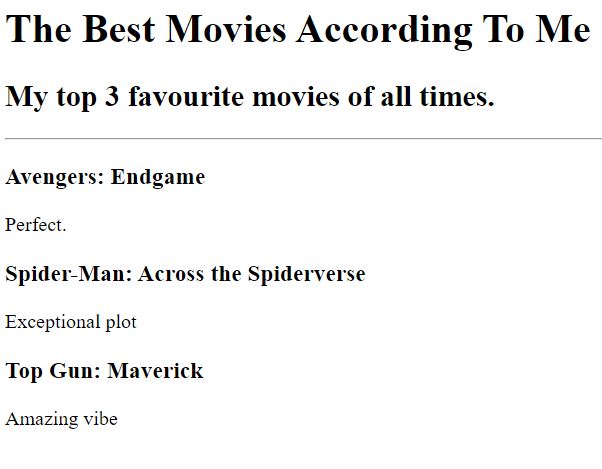 The Best Movies According To Me
My top 3 favourite movies of all times.
Avengers: Endgame
Perfect.
Spider-Man: Across the Spiderverse
Exceptional plot
Top Gun: Maverick
Amazing vibe